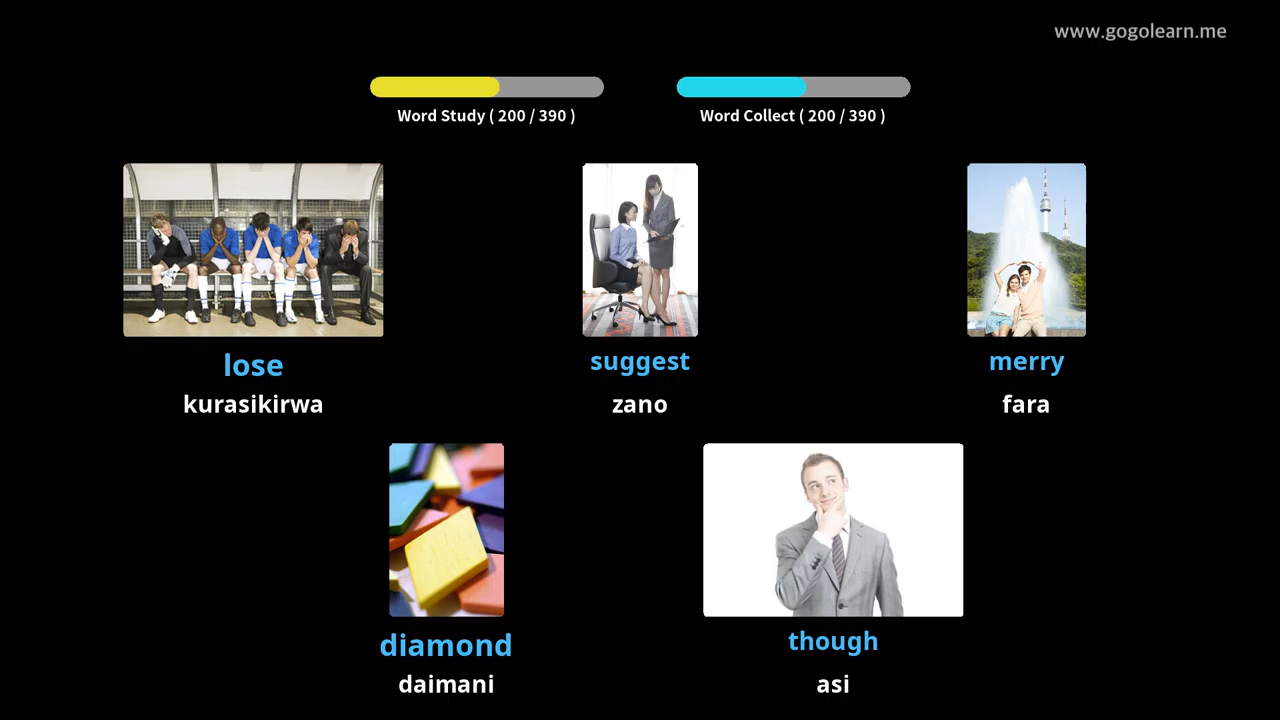 www.gogolearn.me
Word Study ( 200 / 390 )
Word Collect ( 200 / 390 )
lose
kurasikirwa
suggest
zano
merry
fara
diamond
daimani
though
asi